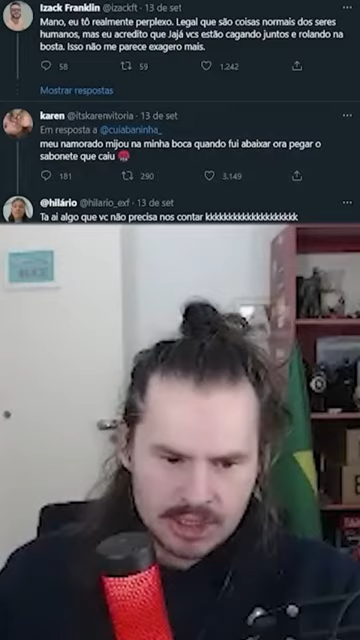 Izack Franklin @izackft · 13 de set
Mano, eu tô realmente perplexo. Legal que são coisas normais dos seres
humanos, mas eu acredito que Jajá vcs estão cagando juntos e rolando na
bosta. Isso não me parece exagero mais.
58 59 1.242
Mostrar respostas
karen @itskarenvitoria · 13 de set
Em resposta a @cuiabaninha_
meu namorado mijou na minha boca quando fui abaixar ora pegar o
sabonete que caiu
181 290 3.149
@hilário @hilario_exf · 13 de set
Ta ai algo que vc não precisa nos contar kkkkkkkkkkkkkkkkkkkk